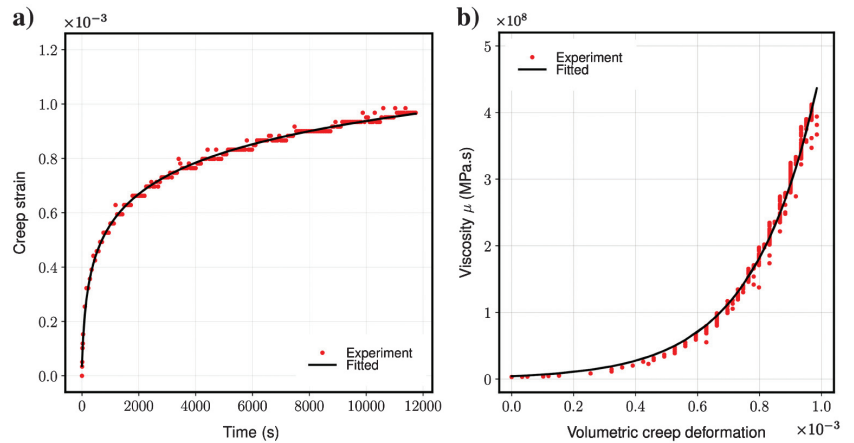 a)
×10⁻³
1.2
1.0
0.8
0.6
0.4
0.2
0.0
Creep strain
Experiment
Fitted
0
2000
4000
6000
8000
10000
12000
Time (s)
b)
×10⁸
5
4
3
2
1
0
Viscosity μ (MPa.s)
Experiment
Fitted
0.0
0.2
0.4
0.6
0.8
1.0
Volumetric creep deformation
×10⁻³